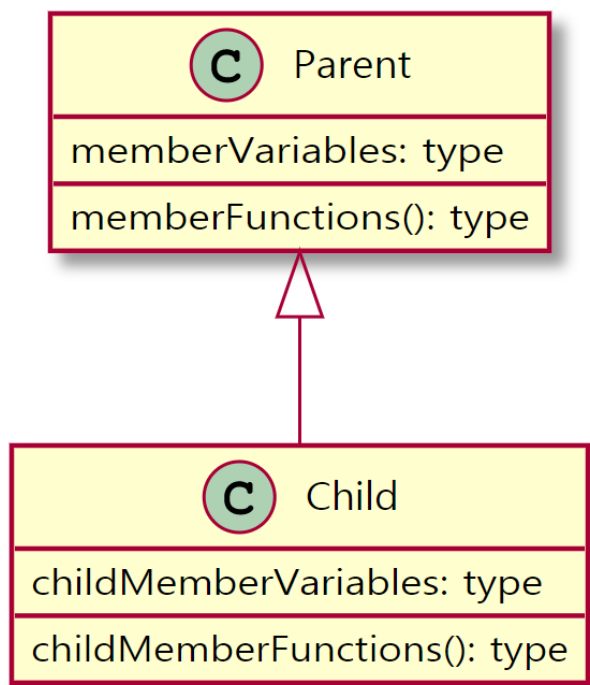 C Parent
memberVariables: type
memberFunctions(): type
C Child
childMemberVariables: type
childMemberFunctions(): type